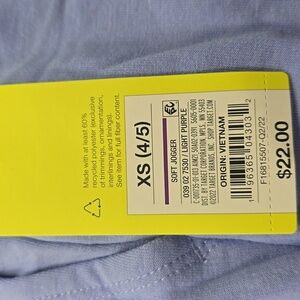 Made with at least 60%
recycled polyester (exclusive
of trimmings, ornamentation,
interlinings and linings).
See item for full fiber content.
XS (4/5)
SOFT JOGGER
039 02 7530 / LIGHT PURPLE
DIST. BY TARGET CORPORATION, MPLS, MN 55403
©2022 TARGET BRANDS, INC. SHOP TARGET.COM
ORIGIN: VIETNAM
F16815507-Q2/22
$22.00